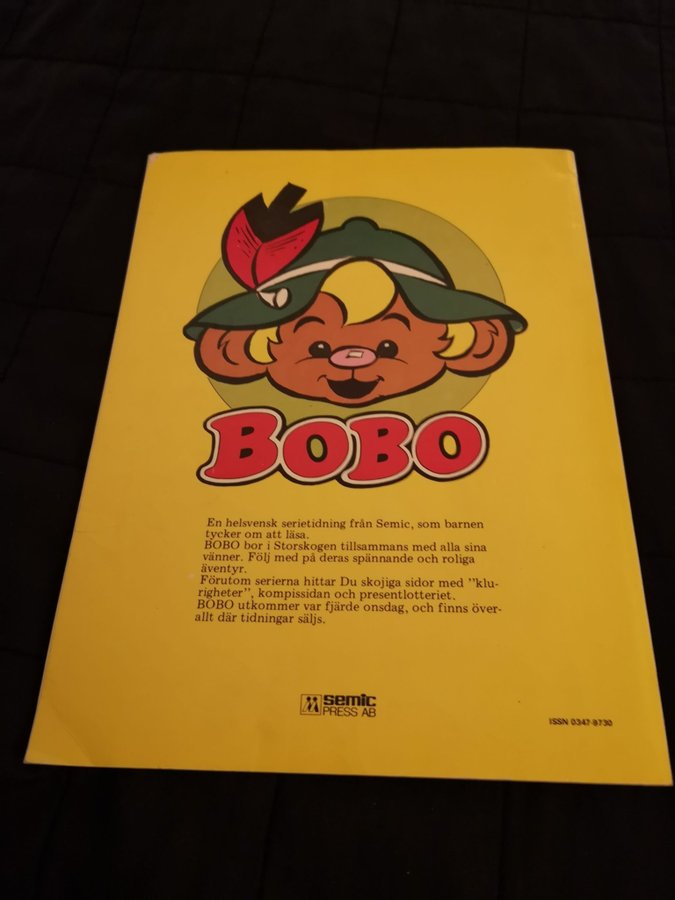 BOBO
En helsvensk serietidning från Semic, som barnen
tycker om att läsa.
BOBO bor i Storskogen tillsammans med alla sina
vänner. Följ med på deras spännande och roliga
äventyr.
Förutom serierna hittar Du skojiga sidor med "klu-
righeter", kompissidan och presentlotteriet.
BOBO utkommer var fjärde onsdag, och finns över-
allt där tidningar säljs.
semic
PRESS AB
ISSN 0347-9730